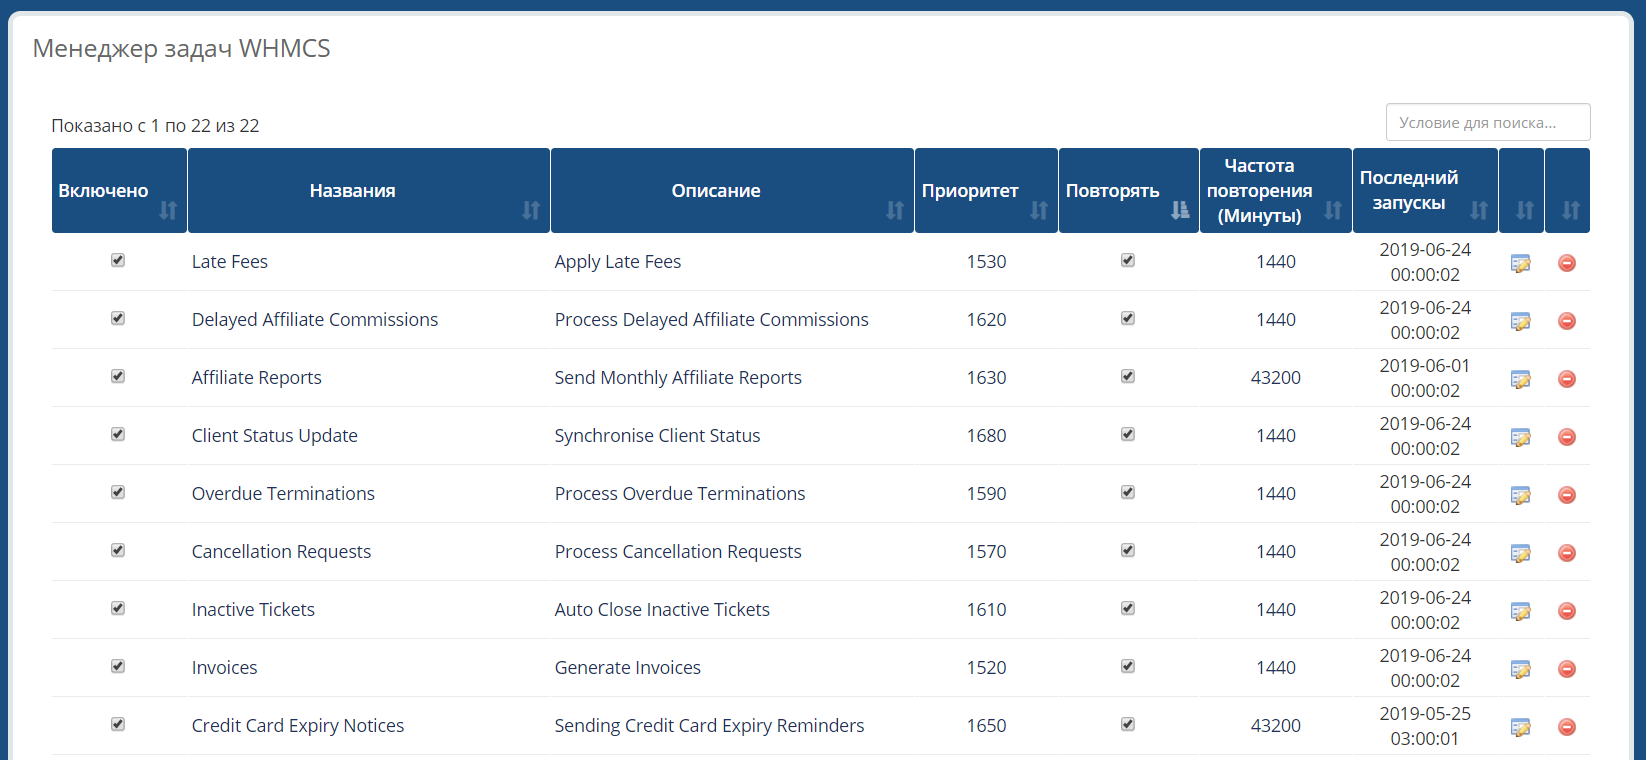 Менеджер задач WHMCS
Показано с 1 по 22 из 22
Условие для поиска...
Включено Названия Описание Приоритет Повторять Частота повторения (Минуты) Последний запускы
Late Fees Apply Late Fees 1530 1440 2019-06-24 00:00:02
Delayed Affiliate Commissions Process Delayed Affiliate Commissions 1620 1440 2019-06-24 00:00:02
Affiliate Reports Send Monthly Affiliate Reports 1630 43200 2019-06-01 00:00:02
Client Status Update Synchronise Client Status 1680 1440 2019-06-24 00:00:02
Overdue Terminations Process Overdue Terminations 1590 1440 2019-06-24 00:00:02
Cancellation Requests Process Cancellation Requests 1570 1440 2019-06-24 00:00:02
Inactive Tickets Auto Close Inactive Tickets 1610 1440 2019-06-24 00:00:02
Invoices Generate Invoices 1520 1440 2019-06-24 00:00:02
Credit Card Expiry Notices Sending Credit Card Expiry Reminders 1650 43200 2019-05-25 03:00:01